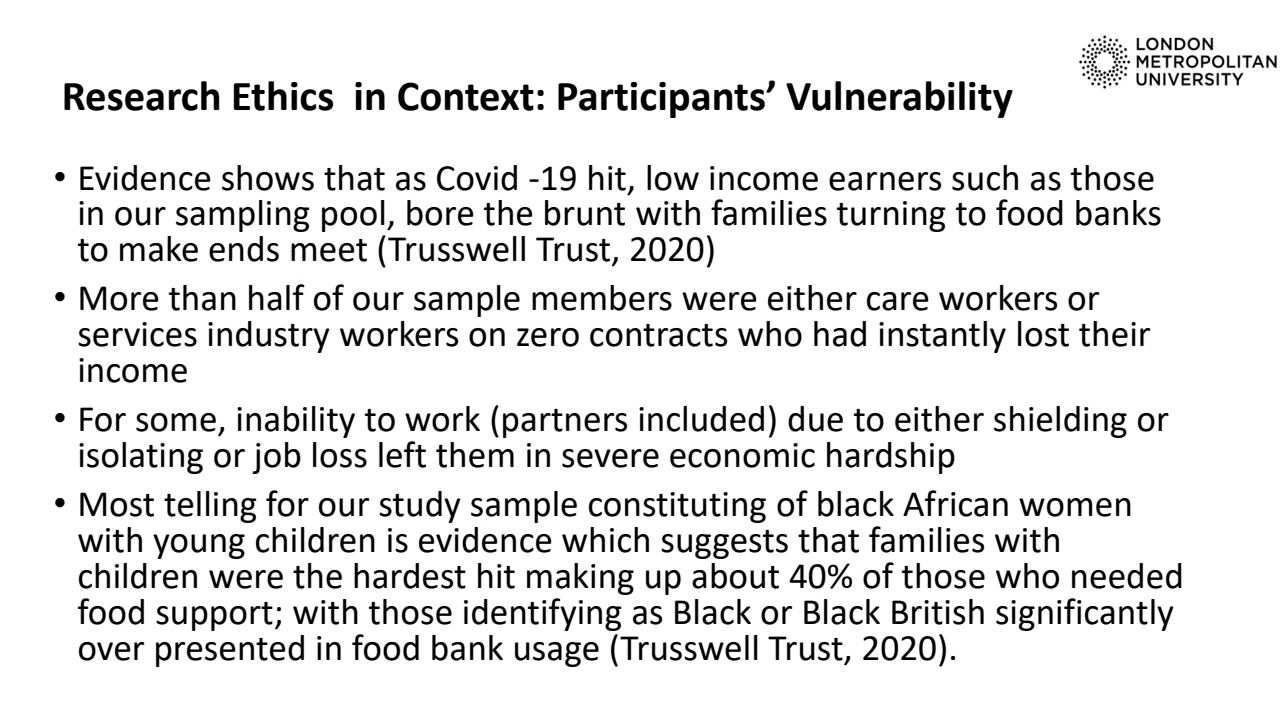 LONDON
METROPOLITAN
UNIVERSITY
Research Ethics  in Context: Participants’ Vulnerability
• Evidence shows that as Covid -19 hit, low income earners such as those
in our sampling pool, bore the brunt with families turning to food banks
to make ends meet (Trusswell Trust, 2020)
• More than half of our sample members were either care workers or
services industry workers on zero contracts who had instantly lost their
income
• For some, inability to work (partners included) due to either shielding or
isolating or job loss left them in severe economic hardship
• Most telling for our study sample constituting of black African women
with young children is evidence which suggests that families with
children were the hardest hit making up about 40% of those who needed
food support; with those identifying as Black or Black British significantly
over presented in food bank usage (Trusswell Trust, 2020).